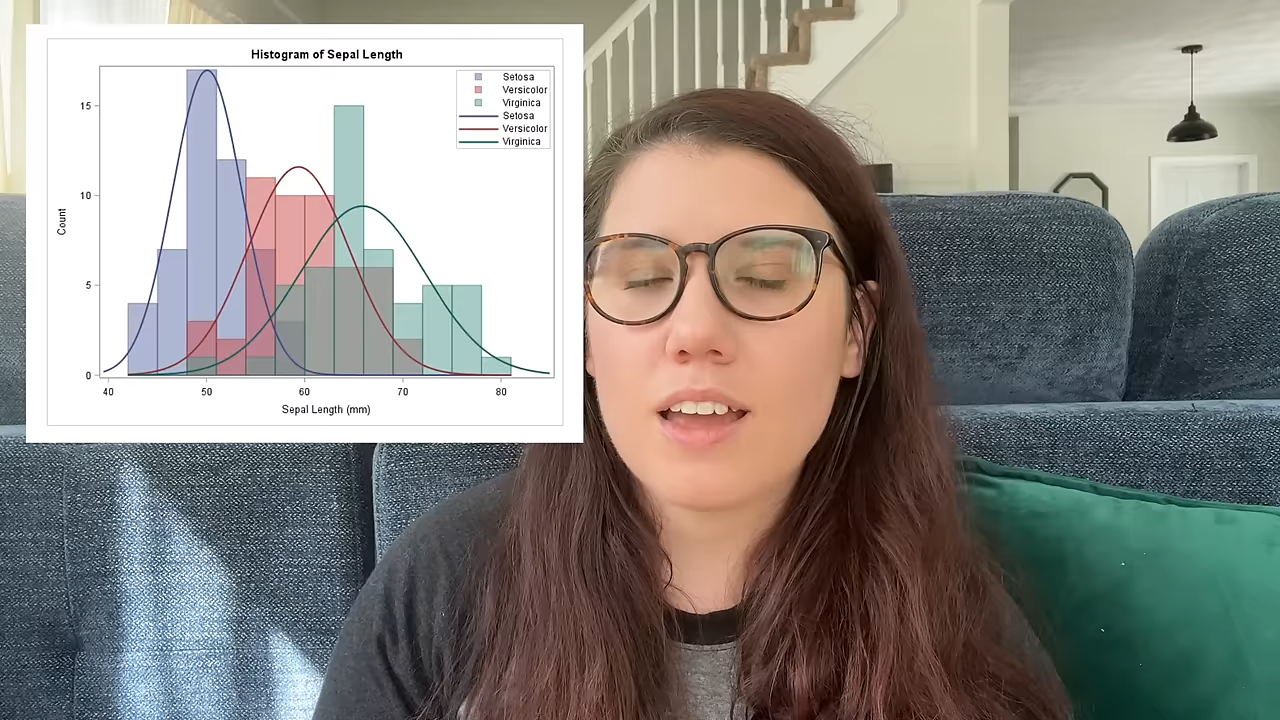 Histogram of Sepal Length
Setosa
Versicolor
Virginica
Setosa
Versicolor
Virginica
15
10
5
0
Count
40 50 60 70 80
Sepal Length (mm)